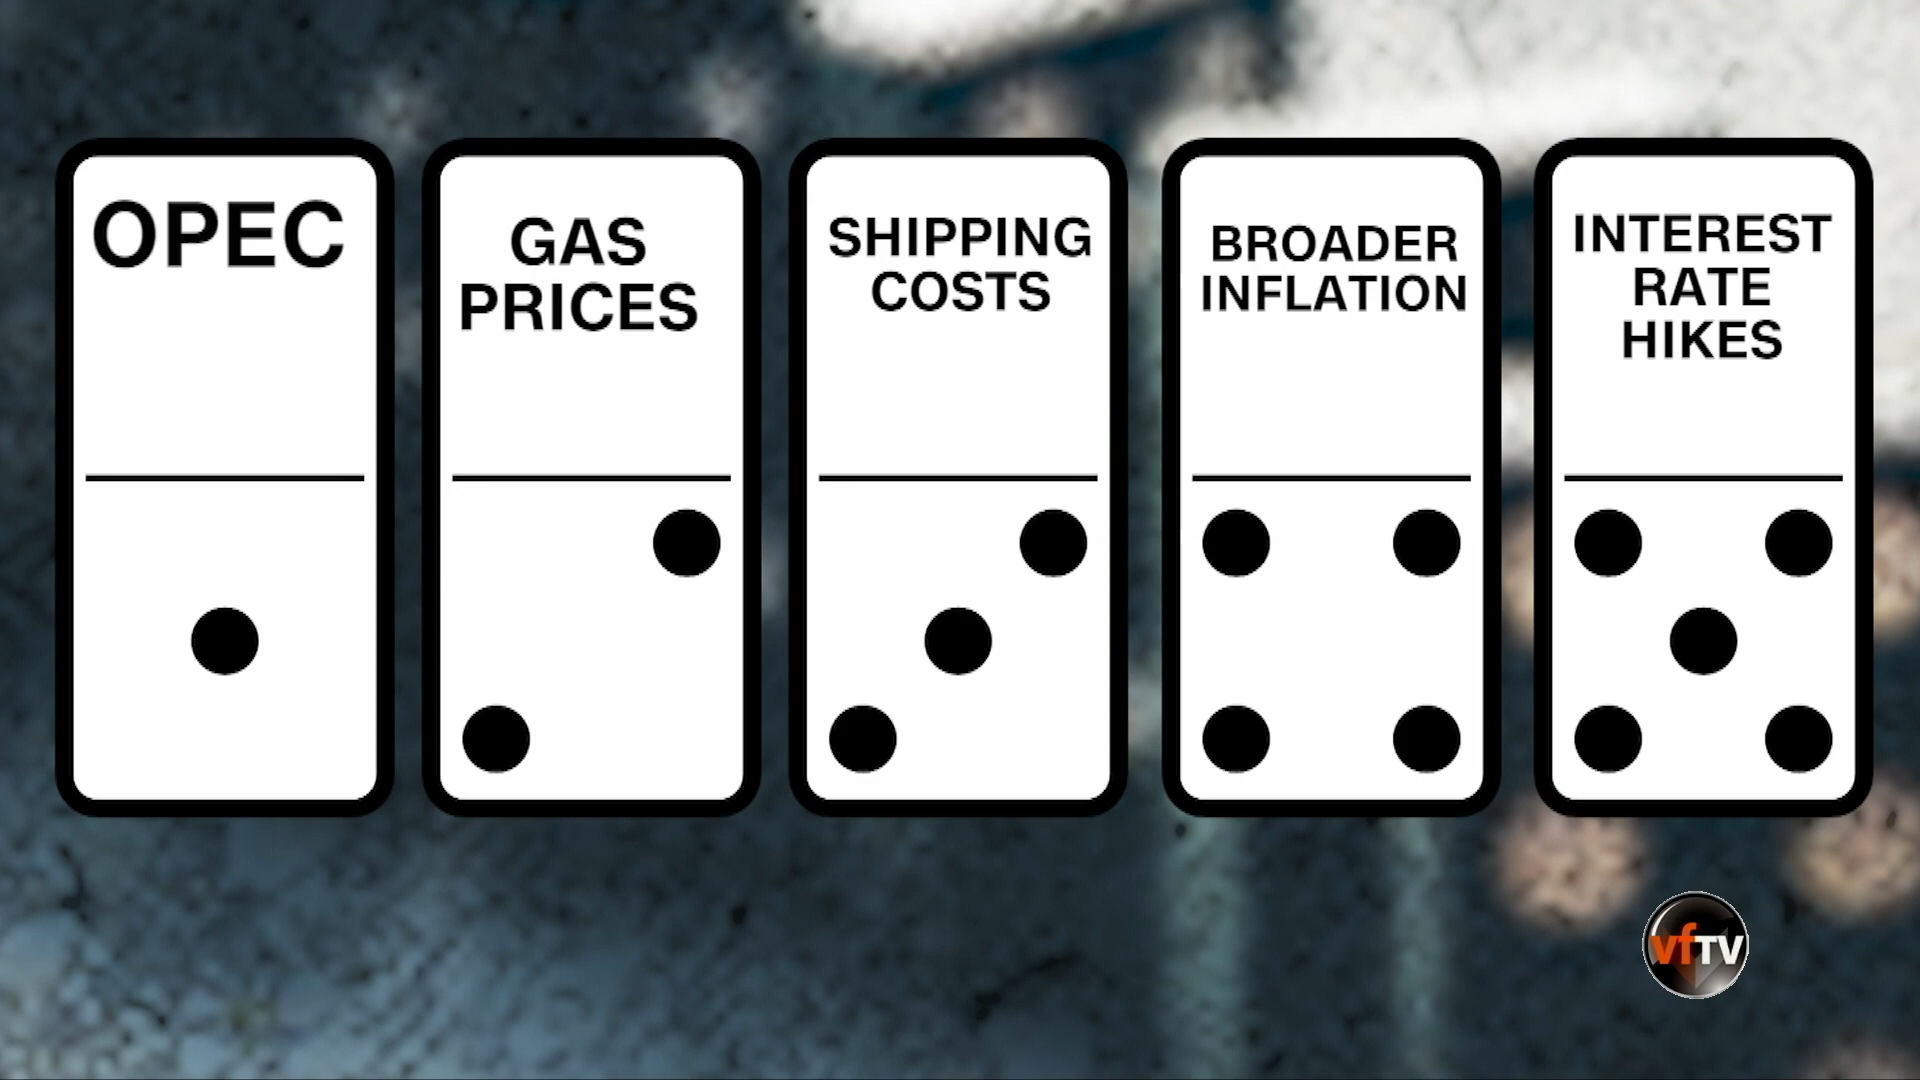 OPEC
GAS
PRICES
SHIPPING
COSTS
BROADER
INFLATION
INTEREST
RATE
HIKES
vfTV